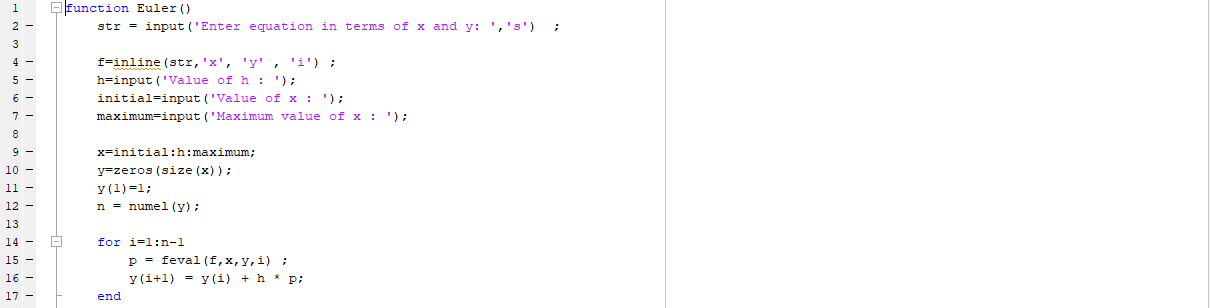 1 function Euler()
2 - str = input('Enter equation in terms of x and y: ','s') ;
3
4 - f=inline(str,'x', 'y' , 'i') ;
5 - h=input('Value of h : ');
6 - initial=input('Value of x : ');
7 - maximum=input('Maximum value of x : ');
8
9 - x=initial:h:maximum;
10 - y=zeros(size(x));
11 - y(1)=1;
12 - n = numel(y);
13
14 - for i=1:n-1
15 - p = feval(f,x,y,i) ;
16 - y(i+1) = y(i) + h * p;
17 - end